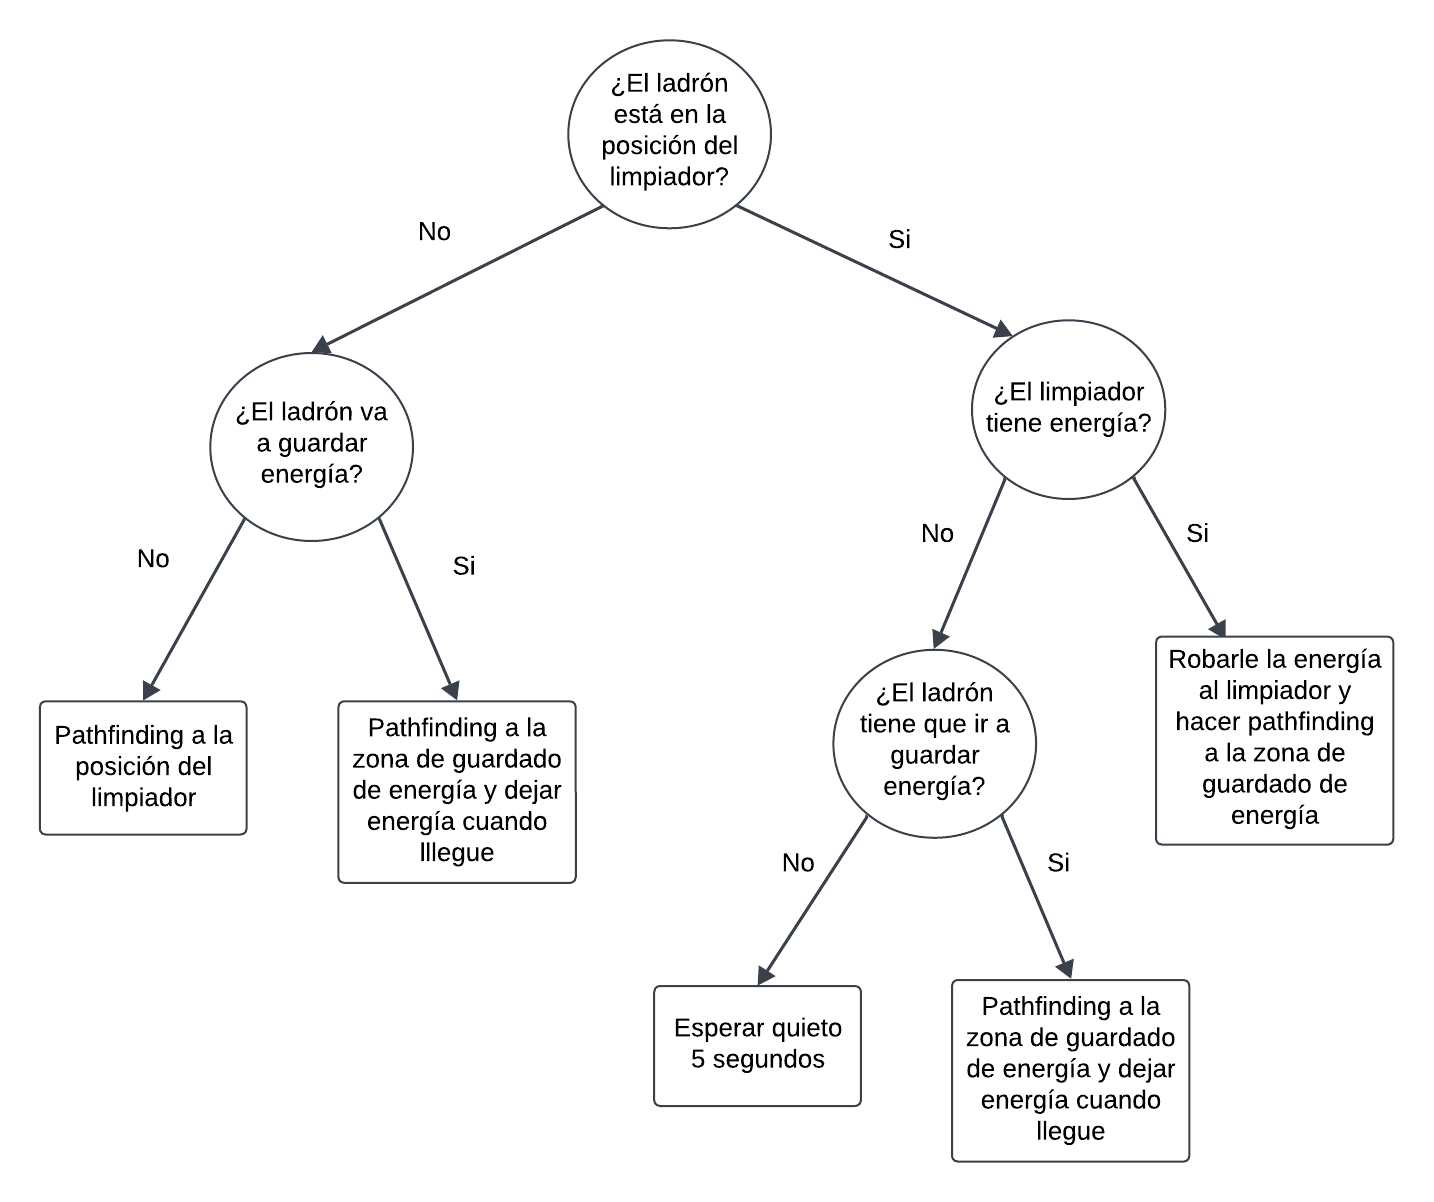 ¿El ladrón
está en la
posición del
limpiador?
No
Si
¿El ladrón va
a guardar
energía?
¿El limpiador
tiene energía?
No
Si
No
Si
Pathfinding a la
posición del
limpiador
Pathfinding a la
zona de guardado
de energía y dejar
energía cuando
lllegue
¿El ladrón
tiene que ir a
guardar
energía?
Robarle la energía
al limpiador y
hacer pathfinding
a la zona de
guardado de
energía
No
Si
Esperar quieto
5 segundos
Pathfinding a la
zona de guardado
de energía y dejar
energía cuando
llegue